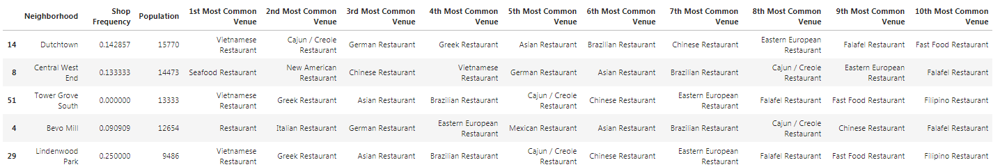 Neighborhood Shop Frequency Population 1st Most Common Venue 2nd Most Common Venue 3rd Most Common Venue 4th Most Common Venue 5th Most Common Venue 6th Most Common Venue 7th Most Common Venue 8th Most Common Venue 9th Most Common Venue 10th Most Common Venue
14 Dutchtown 0.142857 15770 Vietnamese Restaurant Cajun / Creole Restaurant German Restaurant Greek Restaurant Asian Restaurant Brazilian Restaurant Chinese Restaurant Eastern European Restaurant Falafel Restaurant Fast Food Restaurant
8 Central West End 0.133333 14473 Seafood Restaurant New American Restaurant Chinese Restaurant Vietnamese Restaurant German Restaurant Asian Restaurant Brazilian Restaurant Cajun / Creole Restaurant Eastern European Restaurant Falafel Restaurant
51 Tower Grove South 0.000000 13333 Vietnamese Restaurant Greek Restaurant Asian Restaurant Brazilian Restaurant Cajun / Creole Restaurant Chinese Restaurant Eastern European Restaurant Falafel Restaurant Fast Food Restaurant Filipino Restaurant
4 Bevo Mill 0.090909 12654 Restaurant Italian Restaurant German Restaurant Eastern European Restaurant Mexican Restaurant Asian Restaurant Brazilian Restaurant Cajun / Creole Restaurant Chinese Restaurant Falafel Restaurant
29 Lindenwood Park 0.250000 9486 Vietnamese Restaurant Greek Restaurant Asian Restaurant Brazilian Restaurant Cajun / Creole Restaurant Chinese Restaurant Eastern European Restaurant Falafel Restaurant Fast Food Restaurant Filipino Restaurant